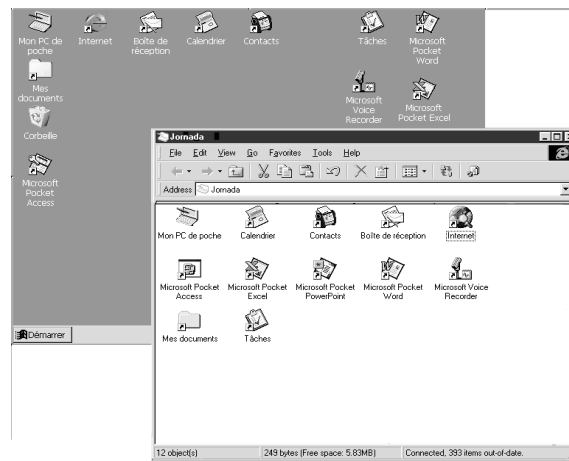 Mon PC de
poche
Internet
Boîte de
réception
Calendrier
Contacts
Tâches
Microsoft
Pocket
Word
Mes
documents
Microsoft
Voice
Recorder
Microsoft
Pocket Excel
Corbeille
Microsoft
Pocket
Access
Démarrer
Jornada
File Edit View Go Favorites Tools Help
Address Jornada
Mon PC de poche Calendrier Contacts Boîte de réception Internet
Microsoft Pocket
Access
Microsoft Pocket
Excel
Microsoft Pocket
PowerPoint
Microsoft Pocket
Word
Microsoft Voice
Recorder
Mes documents Tâches
12 object(s) 249 bytes (Free space: 5.83MB) Connected, 393 items out-of-date.